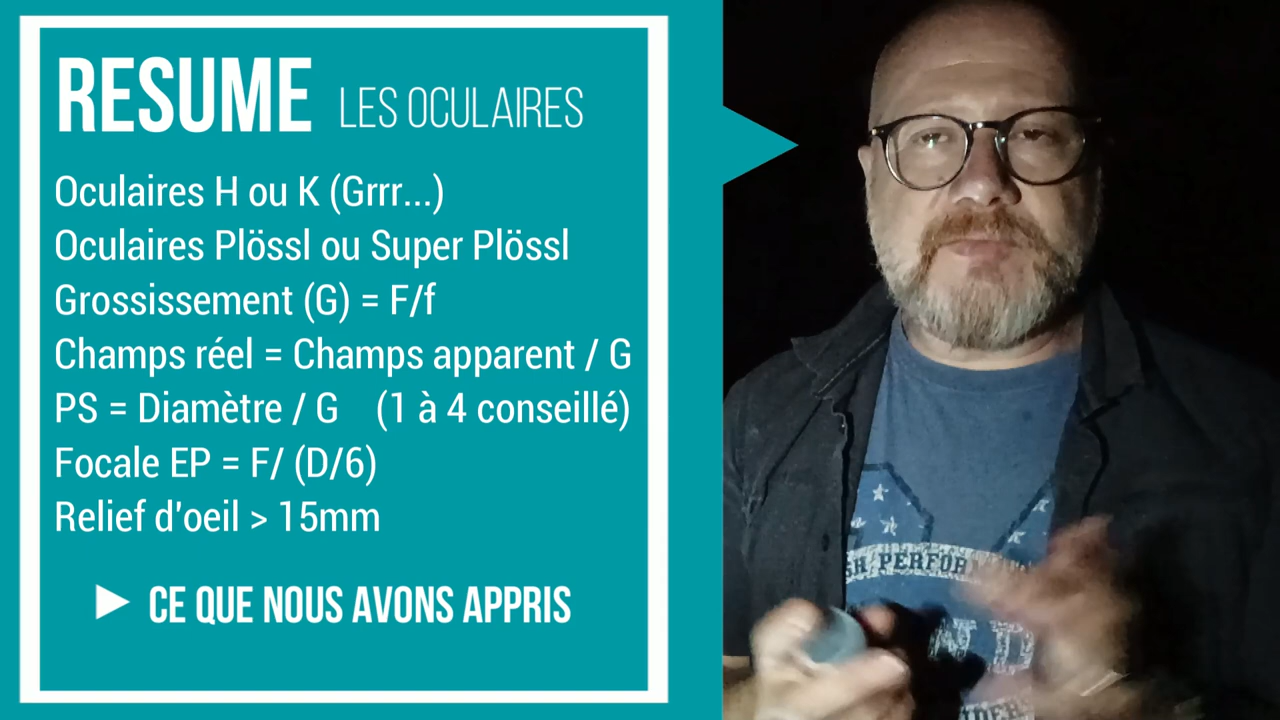 RESUME LES OCULAIRES
Oculaires H ou K (Grrr...)
Oculaires Plössl ou Super Plössl
Grossissement (G) = F/f
Champs réel = Champs apparent / G
PS = Diamètre / G (1 à 4 conseillé)
Focale EP = F/ (D/6)
Relief d'oeil > 15mm
CE QUE NOUS AVONS APPRIS